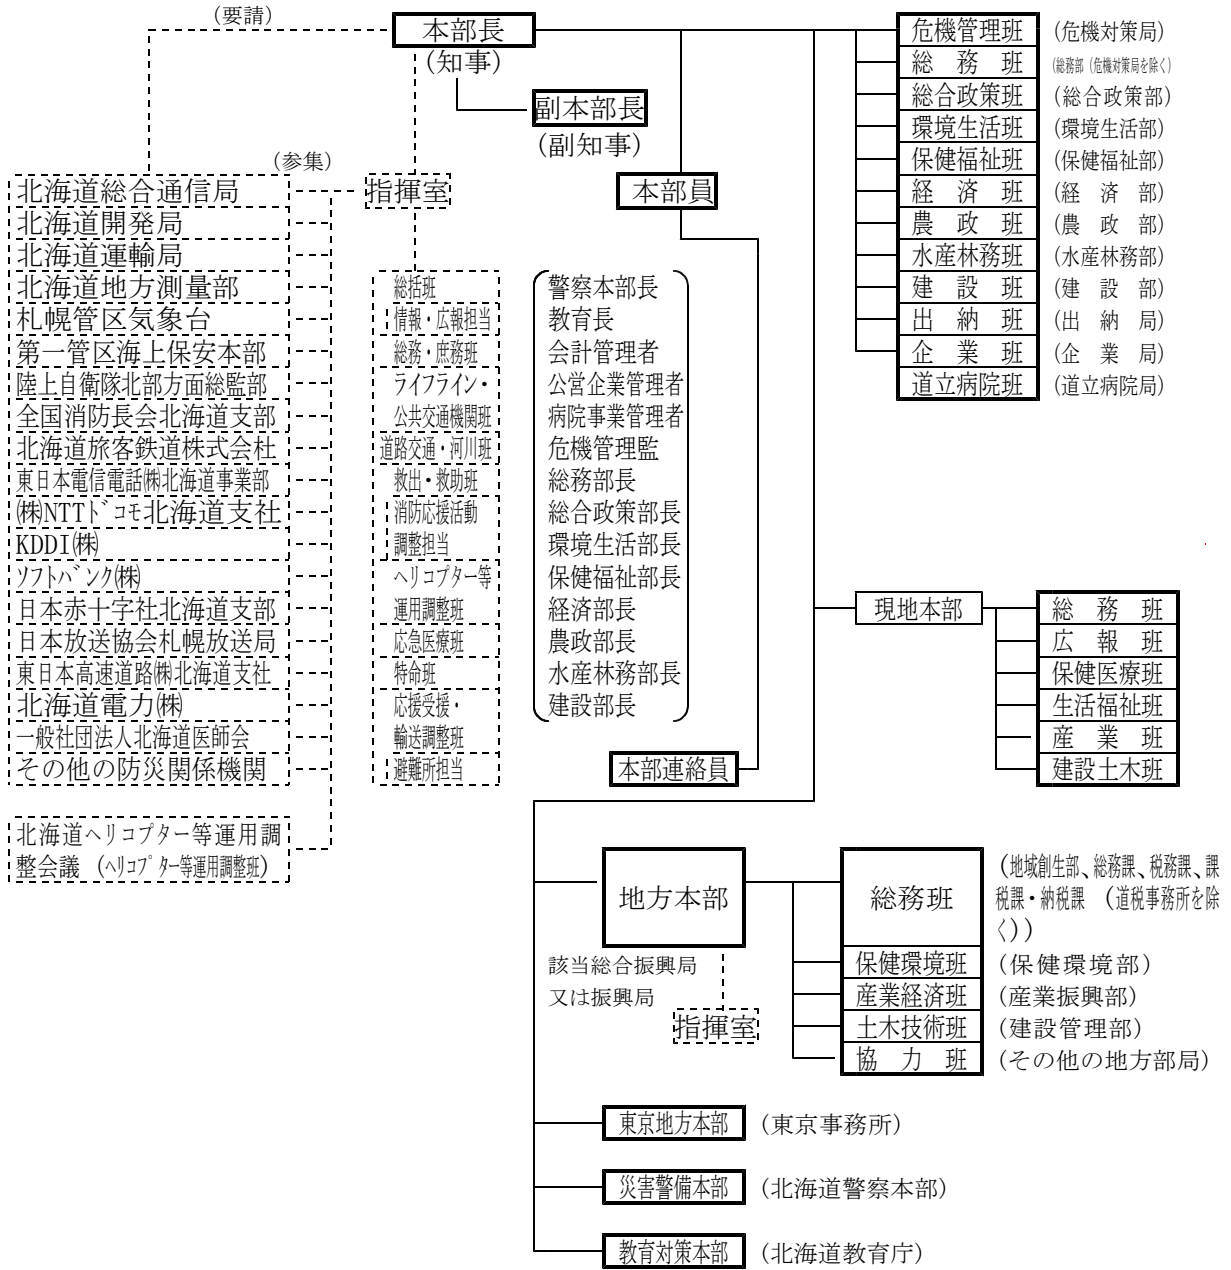 （要請）
本部長
（知事）
副本部長
（副知事）
（参集）
北海道総合通信局
北海道開発局
北海道運輸局
北海道地方測量部
札幌管区気象台
第一管区海上保安本部
陸上自衛隊北部方面総監部
全国消防長会北海道支部
北海道旅客鉄道株式会社
東日本電信電話㈱北海道事業部
㈱NTTﾄﾞｺﾓ北海道支社
KDDI㈱
ｿﾌﾄﾊﾞﾝｸ㈱
日本赤十字社北海道支部
日本放送協会札幌放送局
東日本高速道路㈱北海道支社
北海道電力㈱
一般社団法人北海道医師会
その他の防災関係機関
北海道ヘリコプター等運用調
整会議（ﾍﾘｺﾌﾟﾀｰ等運用調整班）
指揮室
総括班
情報・広報担当
総務・庶務班
ライフライン・
公共交通機関班
道路交通・河川班
救出・救助班
消防応援活動
調整担当
ヘリコプター等
運用調整班
応急医療班
特命班
応援受援・
輸送調整班
避難所担当
本部員
警察本部長
教育長
会計管理者
公営企業管理者
病院事業管理者
危機管理監
総務部長
総合政策部長
環境生活部長
保健福祉部長
経済部長
農政部長
水産林務部長
建設部長
本部連絡員
危機管理班（危機対策局）
総務班（総務部（危機対策局を除く）
総合政策班（総合政策部）
環境生活班（環境生活部）
保健福祉班（保健福祉部）
経済班（経済部）
農政班（農政部）
水産林務班（水産林務部）
建設班（建設部）
出納班（出納局）
企業班（企業局）
道立病院班（道立病院局）
現地本部
総務班
広報班
保健医療班
生活福祉班
産業班
建設土木班
地方本部
該当総合振興局
又は振興局
指揮室
総務班
（地域創生部、総務課、税務課、課
税課・納税課　（道税事務所を除
く））
保健環境班（保健環境部）
産業経済班（産業振興部）
土木技術班（建設管理部）
協力班（その他の地方部局）
東京地方本部（東京事務所）
災害警備本部（北海道警察本部）
教育対策本部（北海道教育庁）